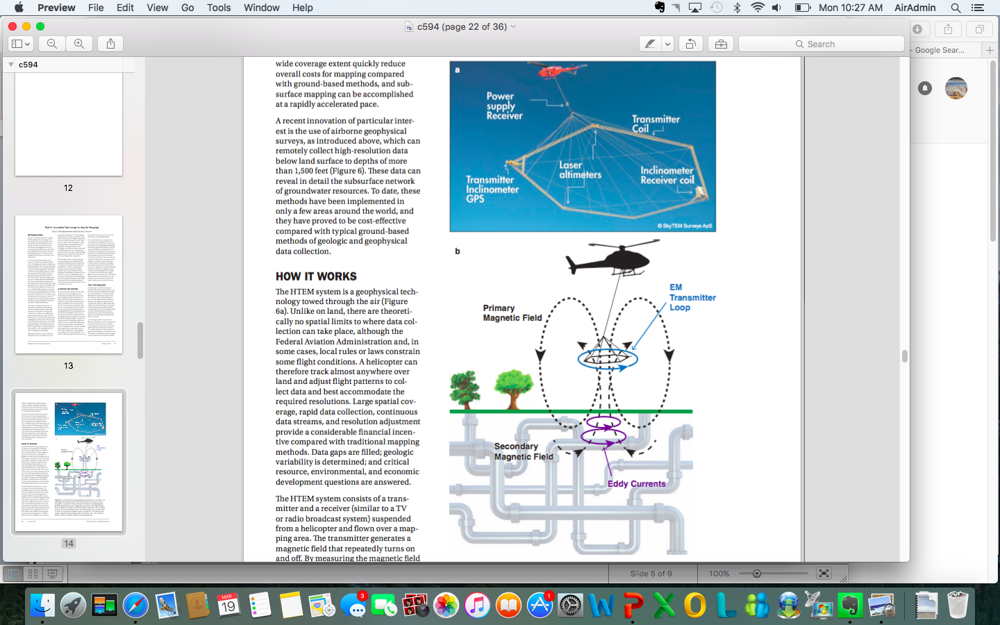 Preview File Edit View Go Tools Window Help
Mon 10:27 AM AirAdmin
c594 (page 22 of 36)
Search
Google Sear...
c594
12
13
14
wide coverage extent quickly reduce
overall costs for mapping compared
with ground-based methods, and sub-
surface mapping can be accomplished
at a rapidly accelerated pace.
A recent innovation of particular inter-
est is the use of airborne geophysical
surveys, as introduced above, which can
remotely collect high-resolution data
below land surface to depths of more
than 1,500 feet (Figure 6). These data can
reveal in detail the subsurface network
of groundwater resources. To date, these
methods have been implemented in
only a few areas around the world, and
they have proved to be cost-effective
compared with typical ground-based
methods of geologic and geophysical
data collection.
HOW IT WORKS
The HTEM system is a geophysical tech-
nology towed through the air (Figure
6a). Unlike on land, there are theoreti-
cally no spatial limits to where data col-
lection can take place, although the
Federal Aviation Administration and, in
some cases, local rules or laws constrain
some flight conditions. A helicopter can
therefore track almost anywhere over
land and adjust flight patterns to col-
lect data and best accommodate the
required resolutions. Large spatial cov-
erage, rapid data collection, continuous
data streams, and resolution adjustment
provide a considerable financial incen-
tive compared with traditional mapping
methods. Data gaps are filled; geologic
variability is determined; and critical
resource, environmental, and economic
development questions are answered.
The HTEM system consists of a trans-
mitter and a receiver (similar to a TV
or radio broadcast system) suspended
from a helicopter and flown over a map-
ping area. The transmitter generates a
magnetic field that repeatedly turns on
and off. By measuring the magnetic field
a
Power
supply
Receiver
Transmitter
Coil
Laser
altimeters
Inclinometer
Receiver coil
Transmitter
Inclinometer
GPS
© SkyTEM Surveys ApS
b
EM
Transmitter
Loop
Primary
Magnetic Field
Secondary
Magnetic Field
Eddy Currents
Slide 5 of 9
100%
MAR
19
3
1